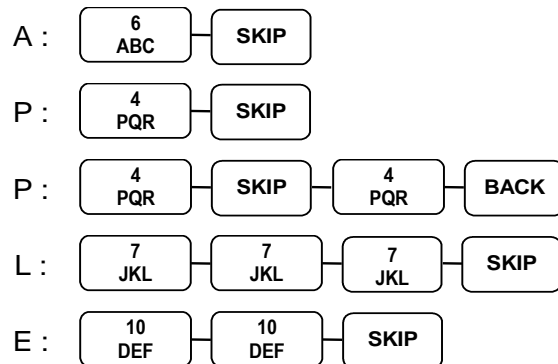 A : 6 ABC SKIP
P : 4 PQR SKIP
P : 4 PQR SKIP 4 PQR BACK
L : 7 JKL 7 JKL 7 JKL SKIP
E : 10 DEF 10 DEF SKIP